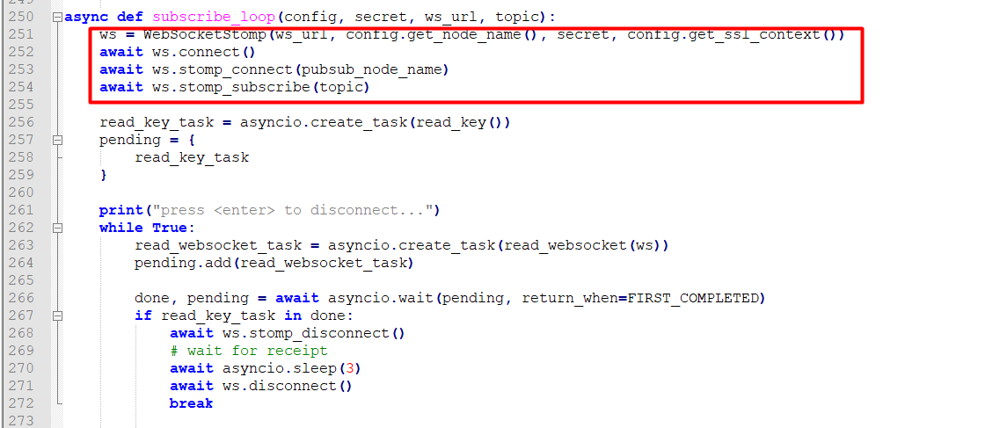 250 async def subscribe_loop(config, secret, ws_url, topic):
251     ws = WebSocketStomp(ws_url, config.get_node_name(), secret, config.get_ssl_context())
252     await ws.connect()
253     await ws.stomp_connect(pubsub_node_name)
254     await ws.stomp_subscribe(topic)
255
256     read_key_task = asyncio.create_task(read_key())
257     pending = {
258         read_key_task
259     }
260
261     print("press <enter> to disconnect...")
262     while True:
263         read_websocket_task = asyncio.create_task(read_websocket(ws))
264         pending.add(read_websocket_task)
265
266         done, pending = await asyncio.wait(pending, return_when=FIRST_COMPLETED)
267         if read_key_task in done:
268             await ws.stomp_disconnect()
269             # wait for receipt
270             await asyncio.sleep(3)
271             await ws.disconnect()
272             break
273